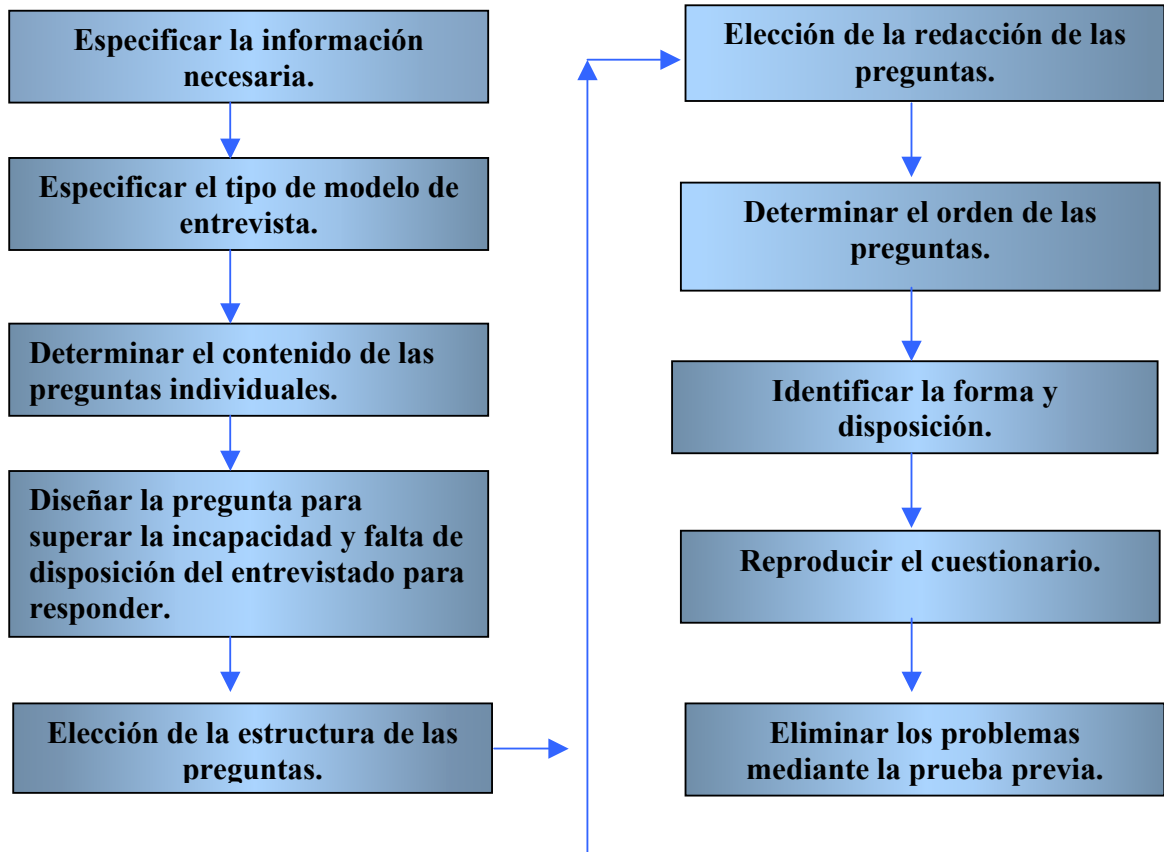 Especificar la información
necesaria.
Especificar el tipo de modelo de
entrevista.
Determinar el contenido de las
preguntas individuales.
Diseñar la pregunta para
superar la incapacidad y falta de
disposición del entrevistado para
responder.
Elección de la estructura de las
preguntas.
Elección de la redacción de las
preguntas.
Determinar el orden de las
preguntas.
Identificar la forma y
disposición.
Reproducir el cuestionario.
Eliminar los problemas
mediante la prueba previa.